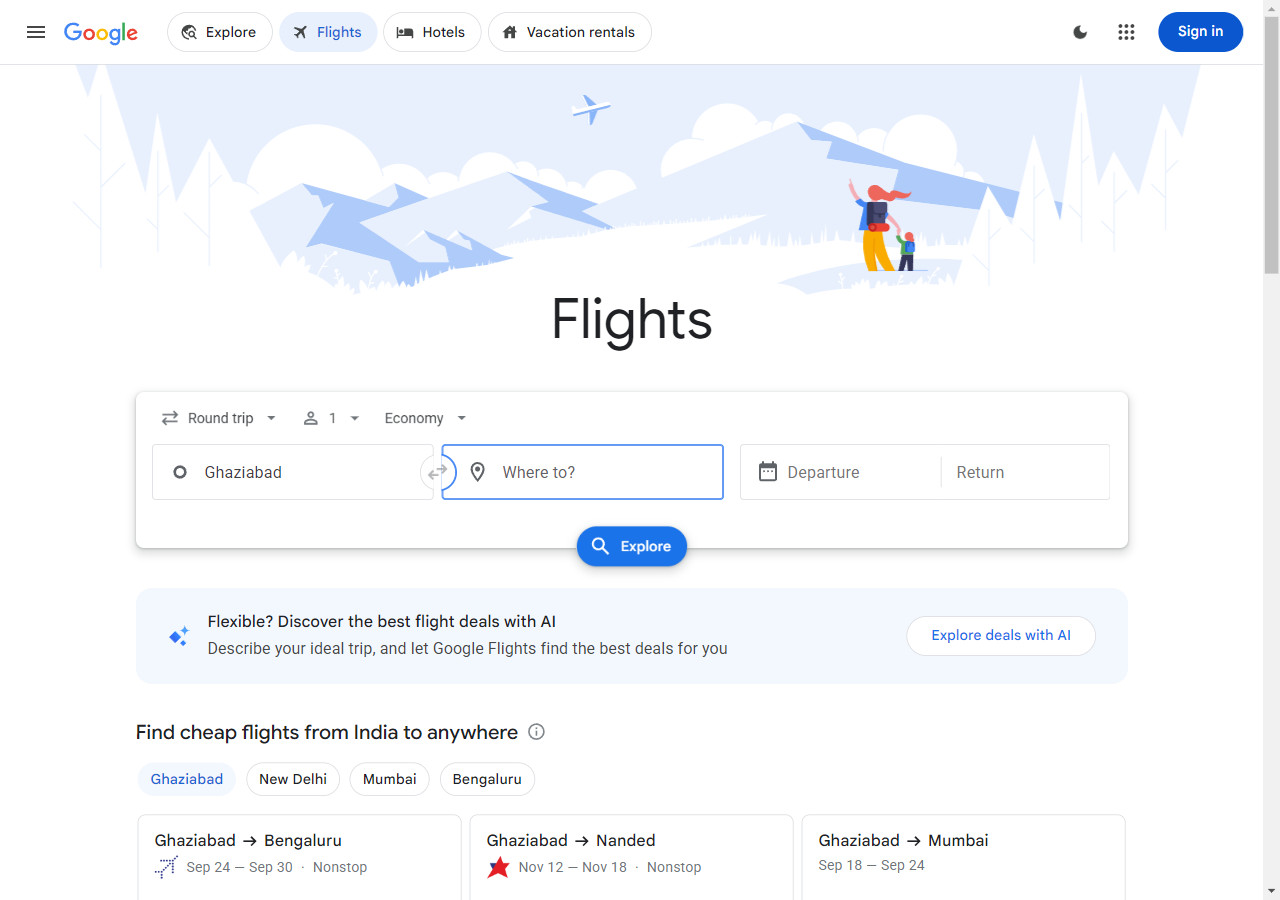 Google Explore Flights Hotels Vacation rentals Sign in
Flights
Round trip 1 Economy
Ghaziabad Where to? Departure Return
Explore
Flexible? Discover the best flight deals with AI
Describe your ideal trip, and let Google Flights find the best deals for you
Explore deals with AI
Find cheap flights from India to anywhere
Ghaziabad New Delhi Mumbai Bengaluru
Ghaziabad → Bengaluru
Sep 24 — Sep 30 · Nonstop
Ghaziabad → Nanded
Nov 12 — Nov 18 · Nonstop
Ghaziabad → Mumbai
Sep 18 — Sep 24